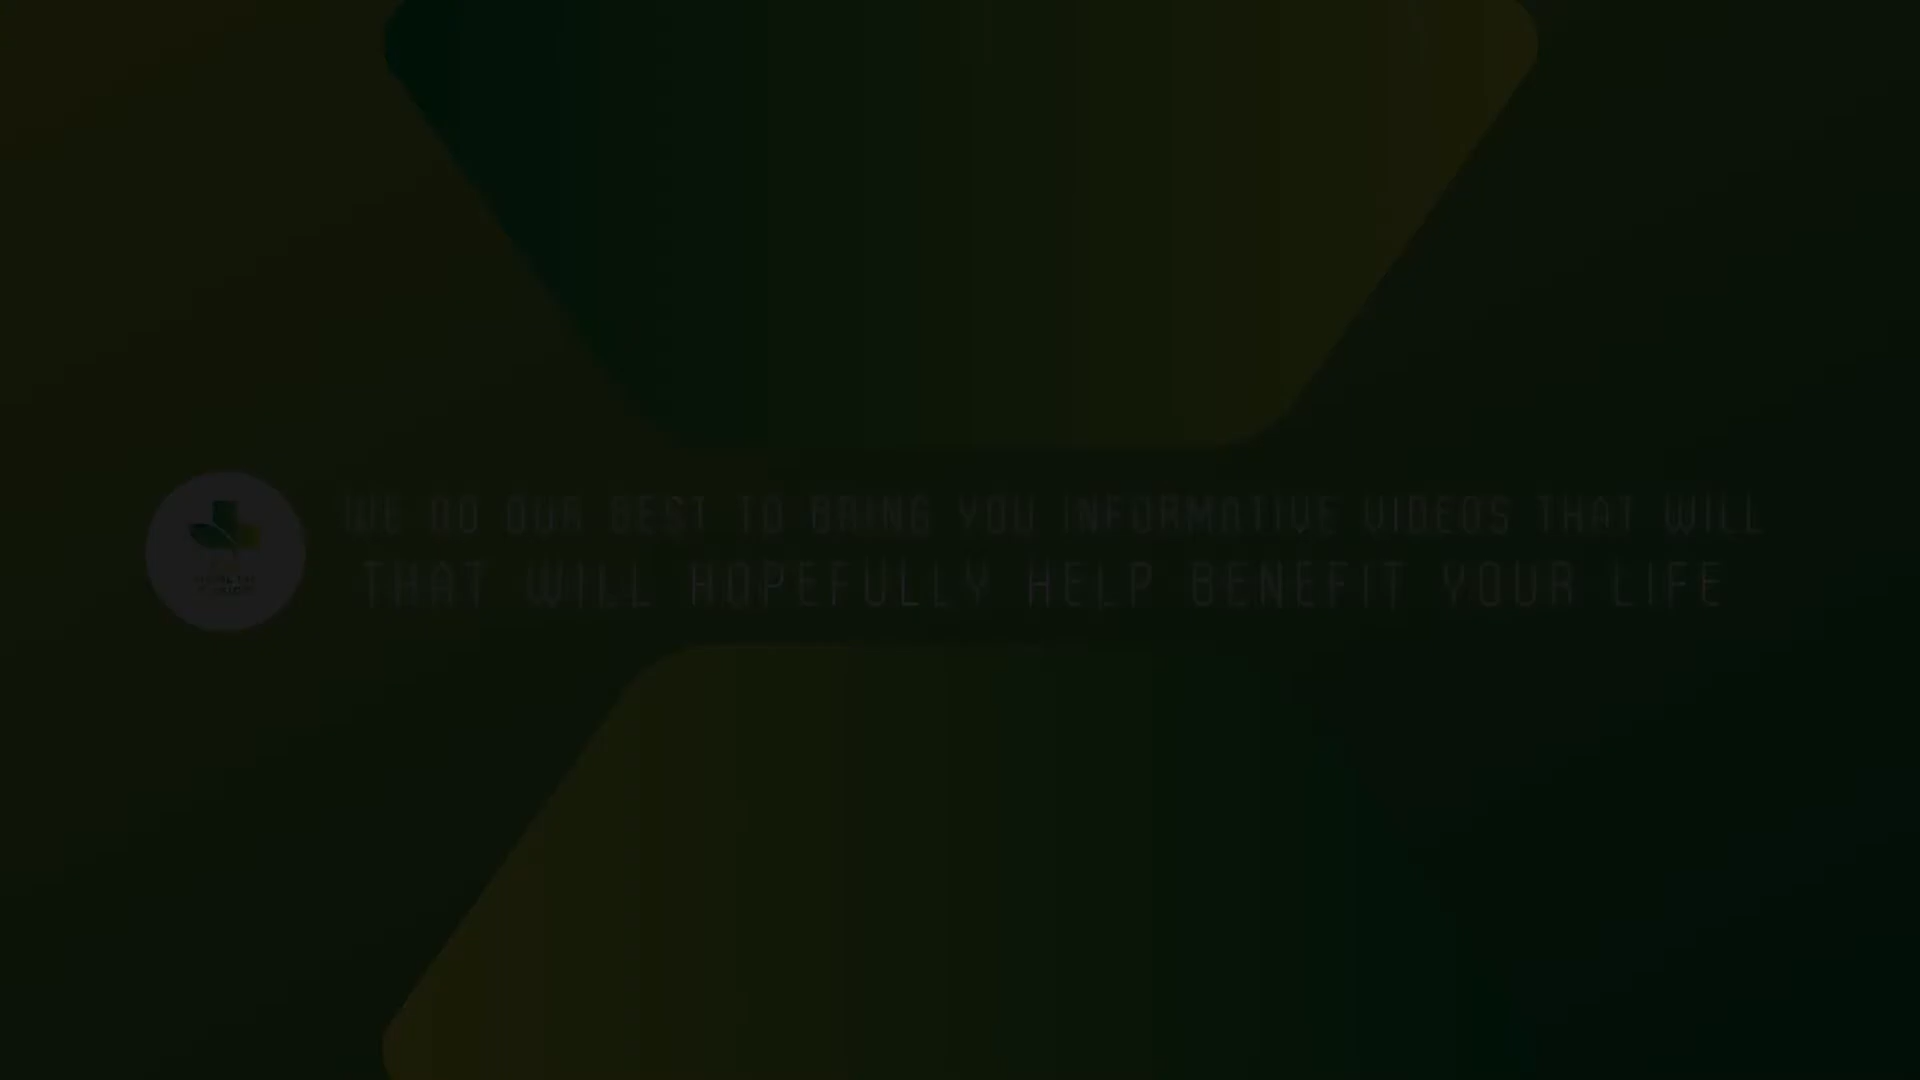 WE DO OUR BEST TO BRING YOU INFORMATIVE VIDEOS THAT WILL
THAT WILL HOPEFULLY HELP BENEFIT YOUR LIFE